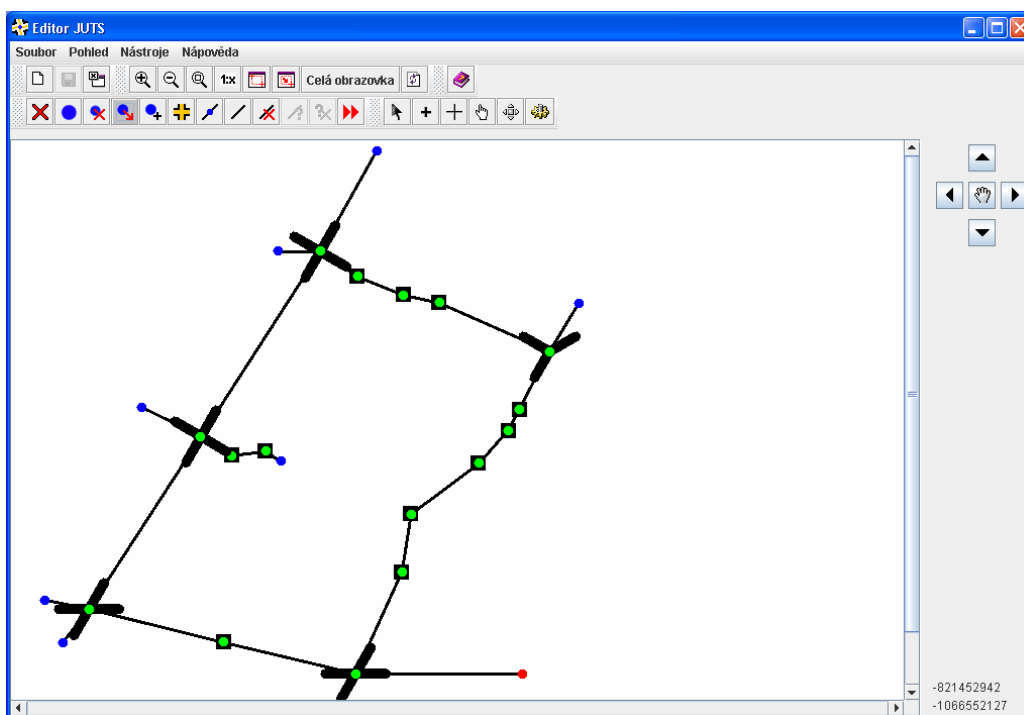 Editor JUTS
Soubor Pohled Nástroje Nápověda
1:x Celá obrazovka
-821452942
-1066552127